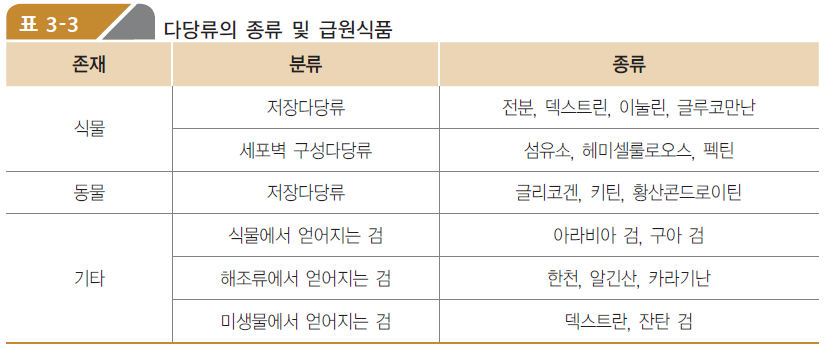 표 3-3 다당류의 종류 및 급원식품
존재 분류 종류
식물 저장다당류 전분, 덱스트린, 이눌린, 글루코만난
세포벽 구성다당류 섬유소, 헤미셀룰로오스, 펙틴
동물 저장다당류 글리코겐, 키틴, 황산콘드로이틴
기타 식물에서 얻어지는 검 아라비아 검, 구아 검
해조류에서 얻어지는 검 한천, 알긴산, 카라기난
미생물에서 얻어지는 검 덱스트란, 잔탄 검